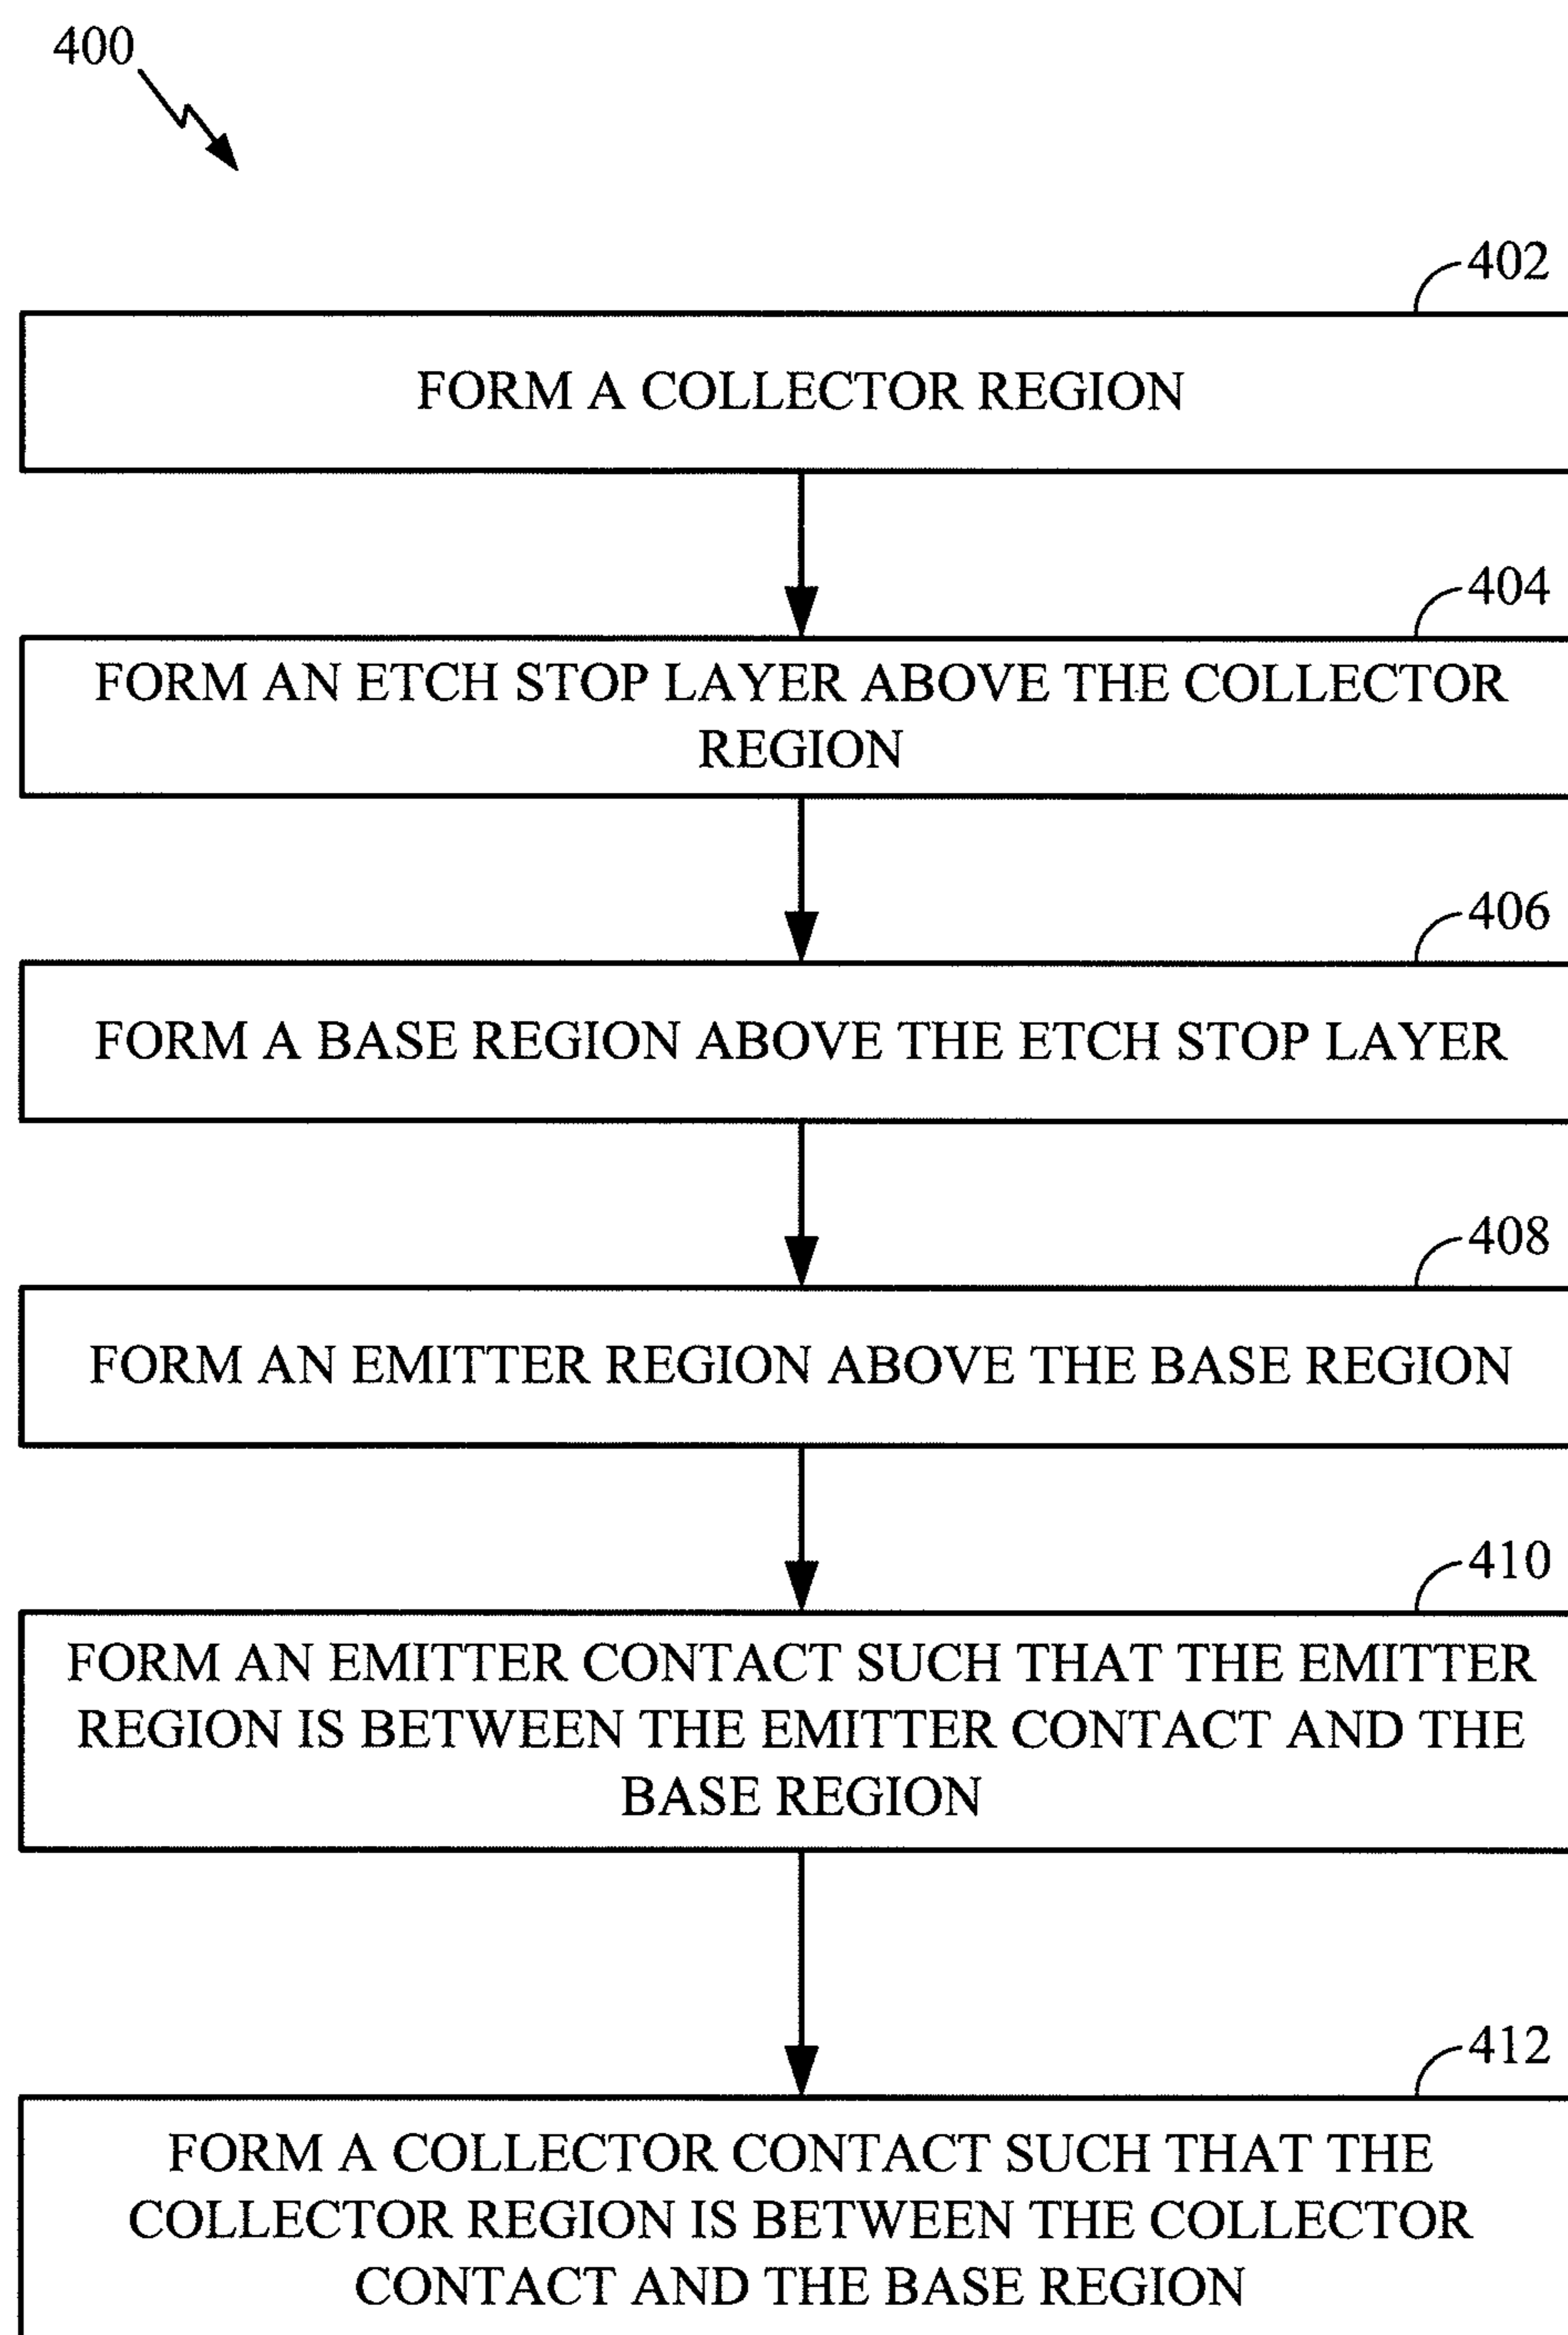 400
402
FORM A COLLECTOR REGION
404
FORM AN ETCH STOP LAYER ABOVE THE COLLECTOR
REGION
406
FORM A BASE REGION ABOVE THE ETCH STOP LAYER
408
FORM AN EMITTER REGION ABOVE THE BASE REGION
410
FORM AN EMITTER CONTACT SUCH THAT THE EMITTER
REGION IS BETWEEN THE EMITTER CONTACT AND THE
BASE REGION
412
FORM A COLLECTOR CONTACT SUCH THAT THE
COLLECTOR REGION IS BETWEEN THE COLLECTOR
CONTACT AND THE BASE REGION